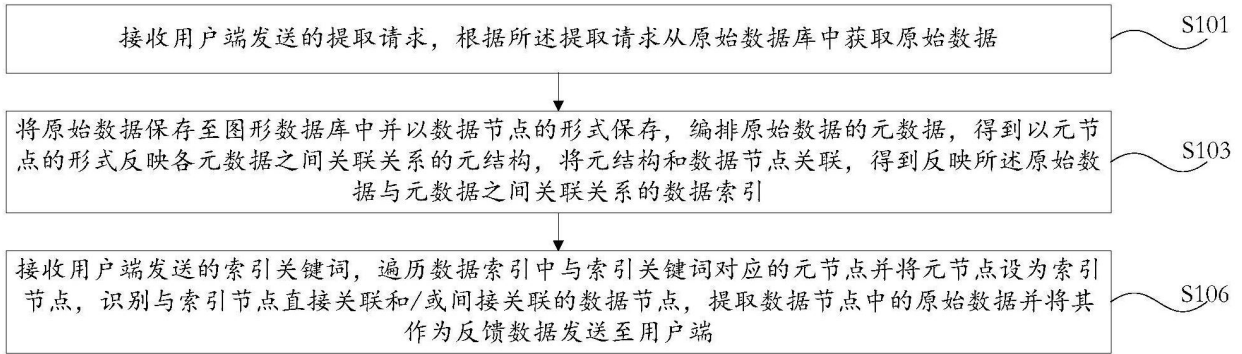 接收用户端发送的提取请求，根据所述提取请求从原始数据库中获取原始数据
S101
将原始数据保存至图形数据库中并以数据节点的形式保存，编排原始数据的元数据，得到以元节
点的形式反映各元数据之间关联关系的元结构，将元结构和数据节点关联，得到反映所述原始数
据与元数据之间关联关系的数据索引
S103
接收用户端发送的索引关键词，遍历数据索引中与索引关键词对应的元节点并将元节点设为索引
节点，识别与索引节点直接关联和/或间接关联的数据节点，提取数据节点中的原始数据并将其
作为反馈数据发送至用户端
S106